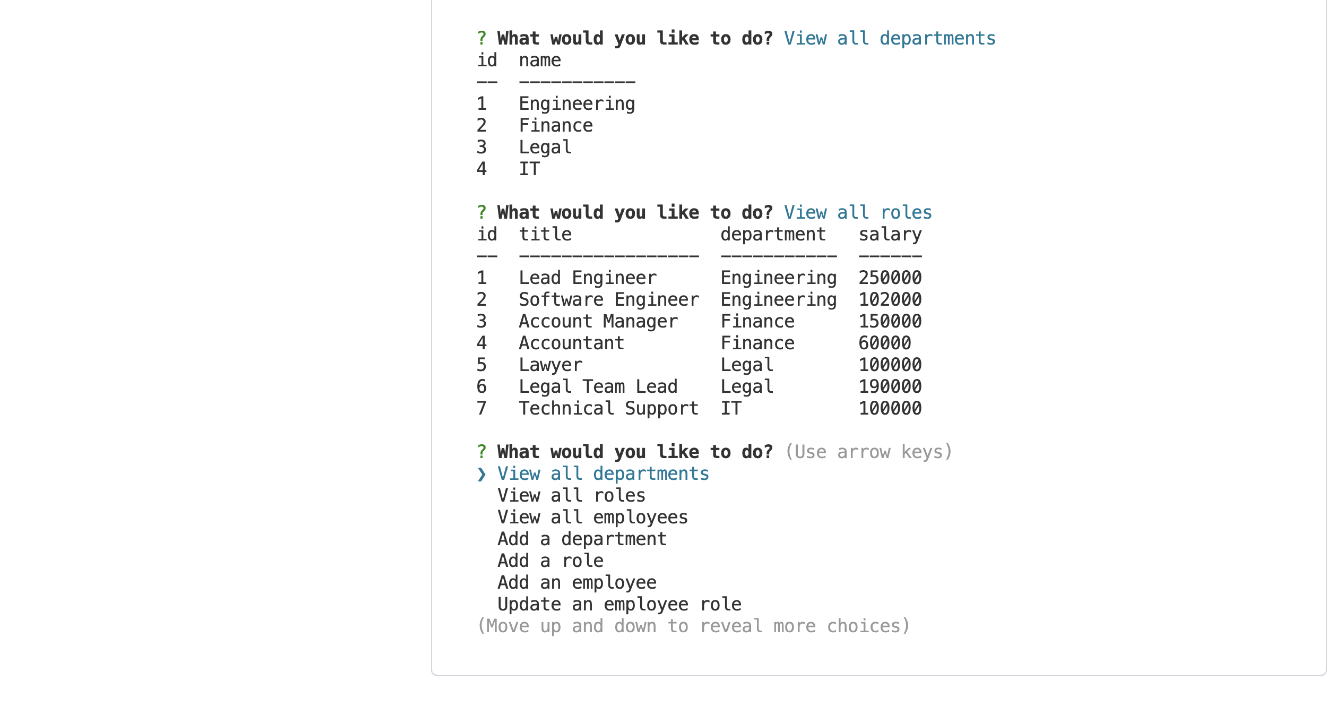 ? What would you like to do? View all departments
id  name
--  -----------
1   Engineering
2   Finance
3   Legal
4   IT
? What would you like to do? View all roles
id  title              department   salary
--  -----------------  -----------  ------
1   Lead Engineer      Engineering  250000
2   Software Engineer  Engineering  102000
3   Account Manager    Finance      150000
4   Accountant         Finance      60000
5   Lawyer             Legal        100000
6   Legal Team Lead    Legal        190000
7   Technical Support  IT           100000
? What would you like to do? (Use arrow keys)
❯ View all departments
  View all roles
  View all employees
  Add a department
  Add a role
  Add an employee
  Update an employee role
(Move up and down to reveal more choices)